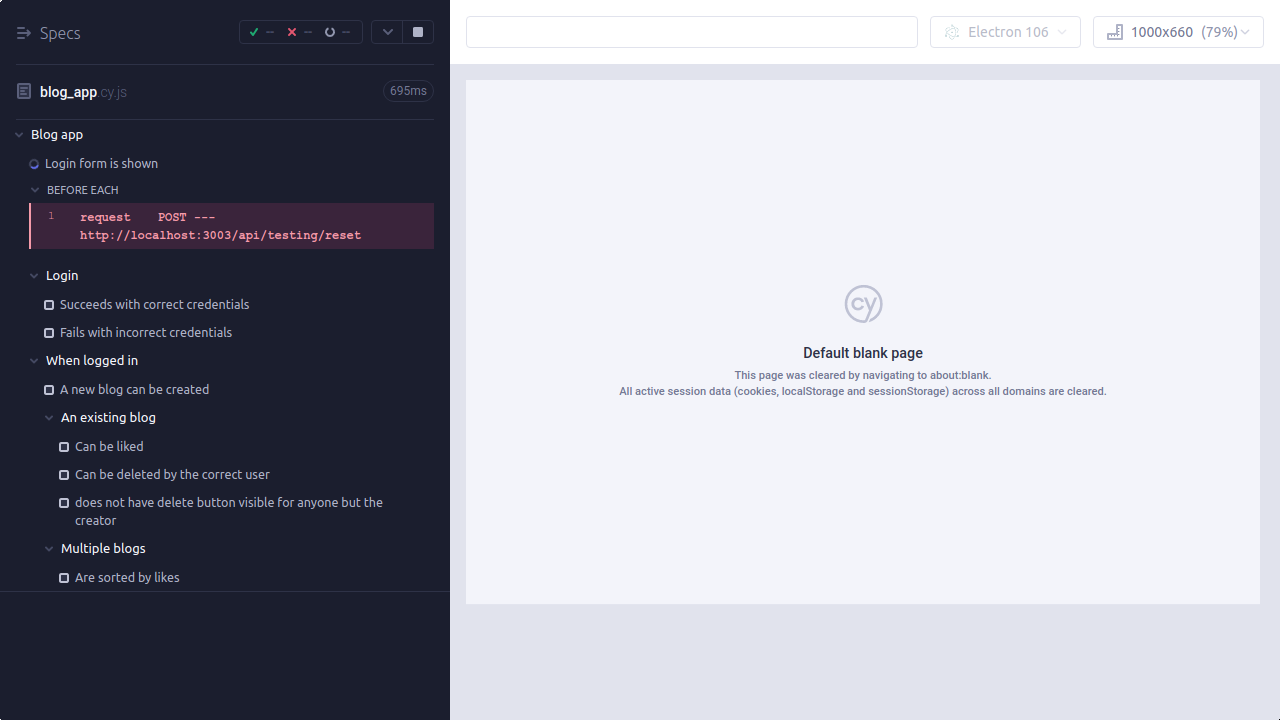 Specs
--
--
--
Electron 106
1000x660 (79%)
blog_app.cy.js
695ms
Blog app
Login form is shown
BEFORE EACH
1 request POST ---
http://localhost:3003/api/testing/reset
Login
Succeeds with correct credentials
Fails with incorrect credentials
When logged in
A new blog can be created
An existing blog
Can be liked
Can be deleted by the correct user
does not have delete button visible for anyone but the
creator
Multiple blogs
Are sorted by likes
cy
Default blank page
This page was cleared by navigating to about:blank.
All active session data (cookies, localStorage and sessionStorage) across all domains are cleared.